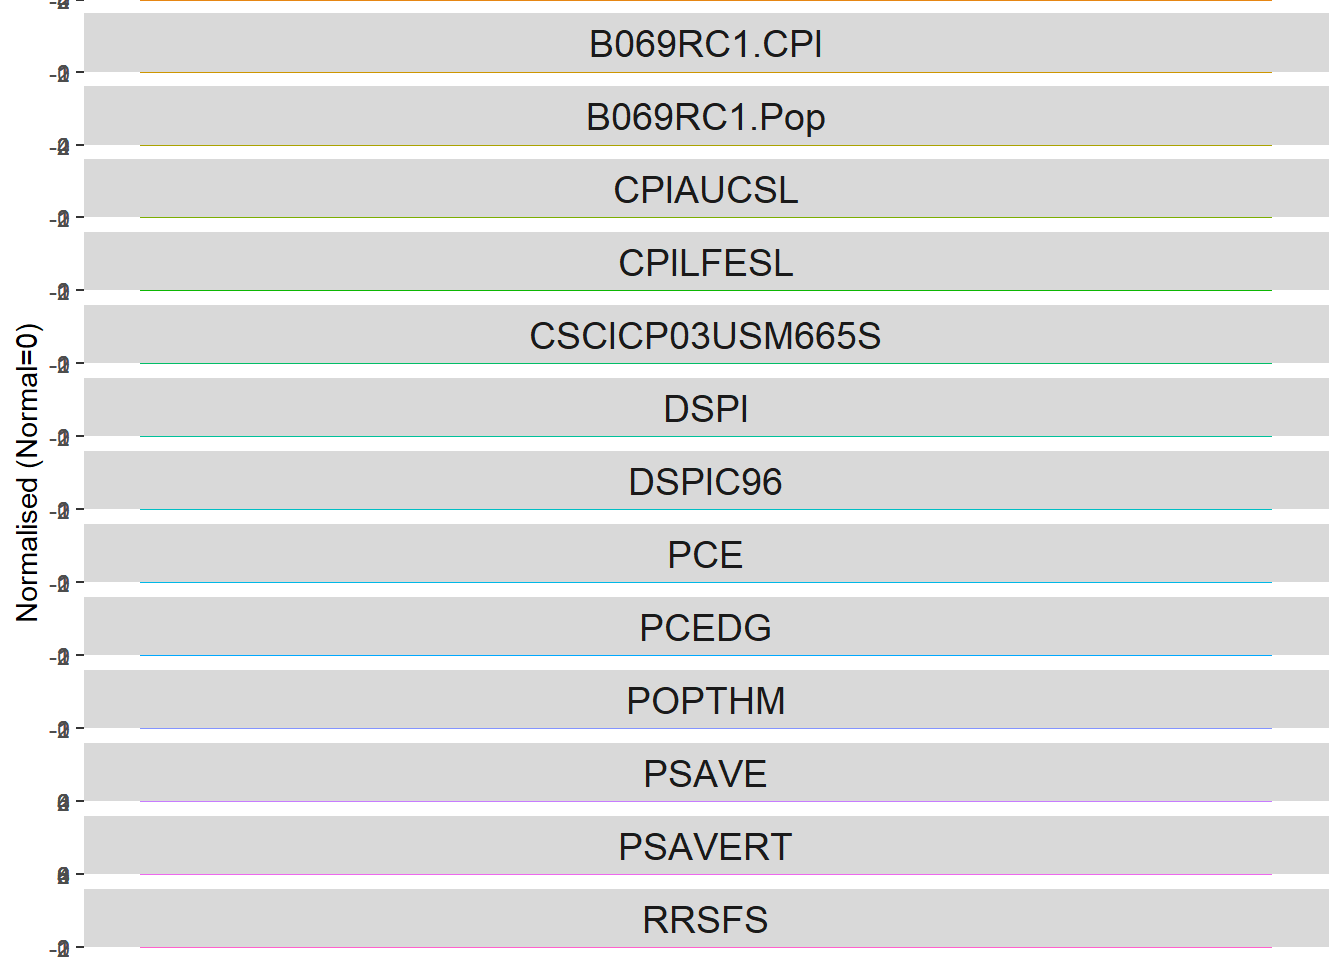 B069RC1.CPI
B069RC1.Pop
CPIAUCSL
CPILFESL
CSCICP03USM665S
DSPI
DSPIC96
PCE
PCEDG
POPTHM
PSAVE
PSAVERT
RRSFS
Normalised (Normal=0)